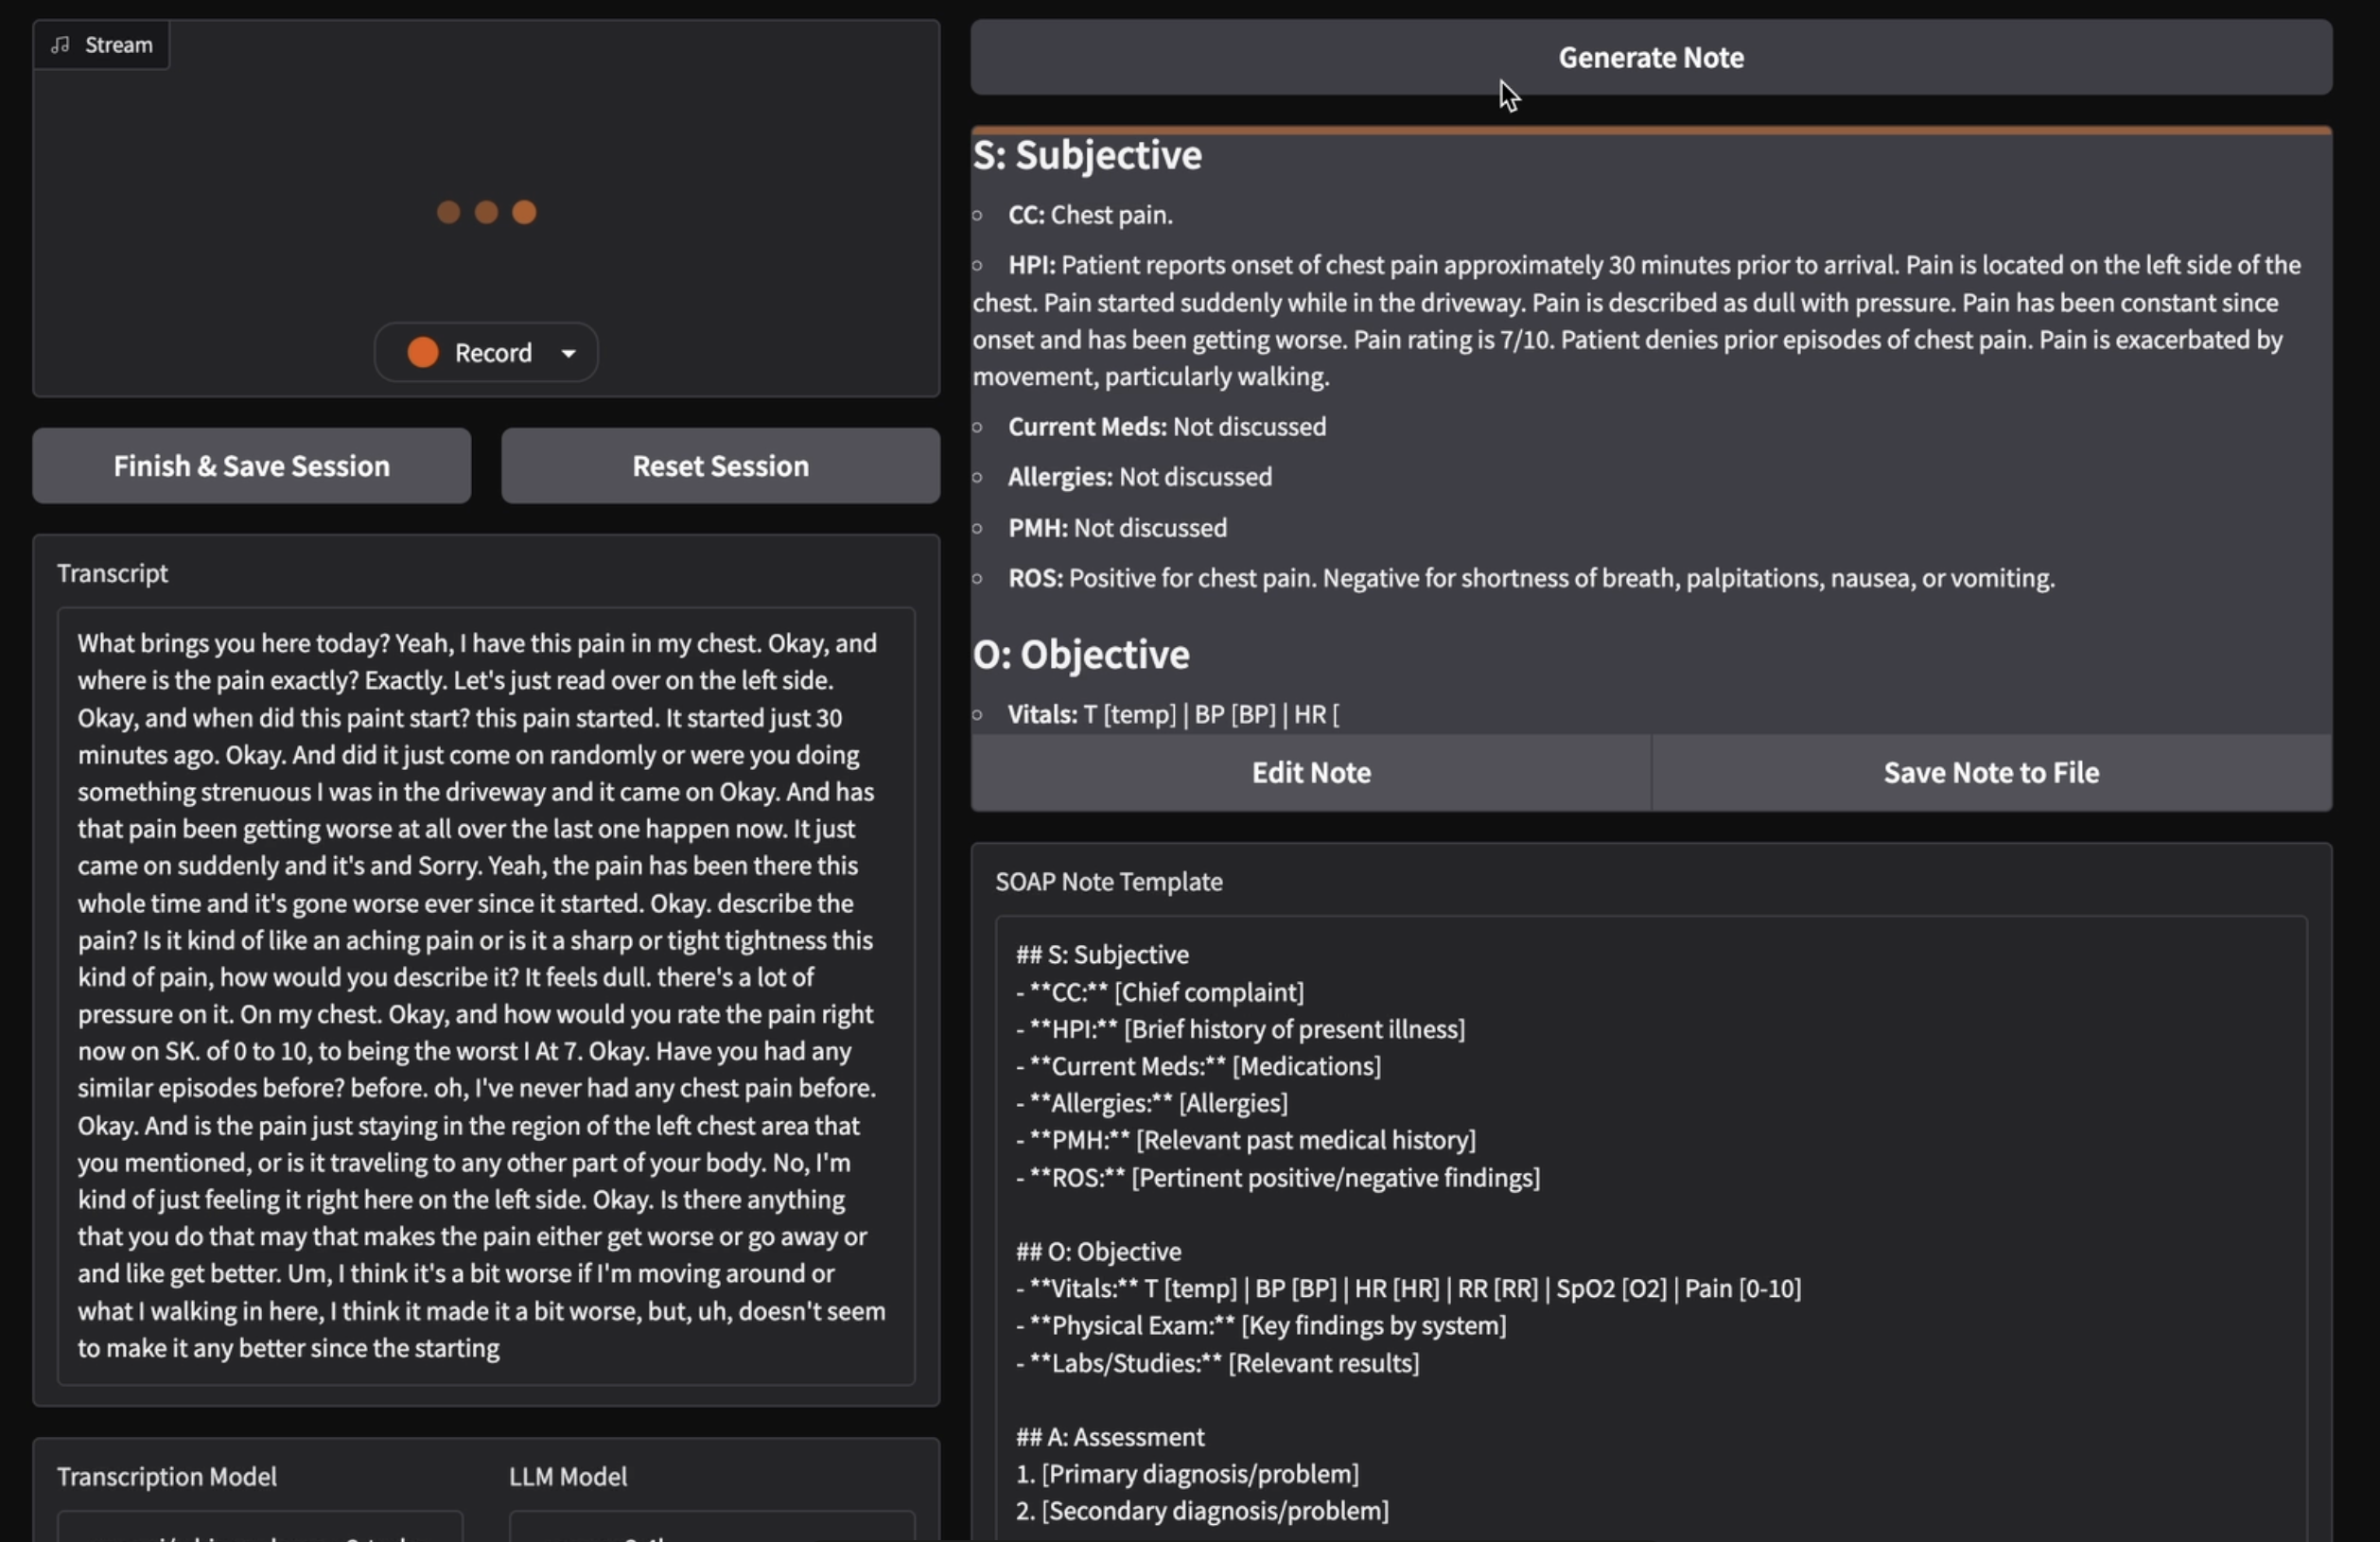 Stream
Record
Finish & Save Session
Reset Session
Transcript
What brings you here today? Yeah, I have this pain in my chest. Okay, and
where is the pain exactly? Exactly. Let's just read over on the left side.
Okay, and when did this paint start? this pain started. It started just 30
minutes ago. Okay. And did it just come on randomly or were you doing
something strenuous I was in the driveway and it came on Okay. And has
that pain been getting worse at all over the last one happen now. It just
came on suddenly and it's and Sorry. Yeah, the pain has been there this
whole time and it's gone worse ever since it started. Okay. describe the
pain? Is it kind of like an aching pain or is it a sharp or tight tightness this
kind of pain, how would you describe it? It feels dull. there's a lot of
pressure on it. On my chest. Okay, and how would you rate the pain right
now on SK. of 0 to 10, to being the worst I At 7. Okay. Have you had any
similar episodes before? before. oh, I've never had any chest pain before.
Okay. And is the pain just staying in the region of the left chest area that
you mentioned, or is it traveling to any other part of your body. No, I'm
kind of just feeling it right here on the left side. Okay. Is there anything
that you do that may that makes the pain either get worse or go away or
and like get better. Um, I think it's a bit worse if I'm moving around or
what I walking in here, I think it made it a bit worse, but, uh, doesn't seem
to make it any better since the starting
Transcription Model
LLM Model
Generate Note
S: Subjective
CC: Chest pain.
HPI: Patient reports onset of chest pain approximately 30 minutes prior to arrival. Pain is located on the left side of the
chest. Pain started suddenly while in the driveway. Pain is described as dull with pressure. Pain has been constant since
onset and has been getting worse. Pain rating is 7/10. Patient denies prior episodes of chest pain. Pain is exacerbated by
movement, particularly walking.
Current Meds: Not discussed
Allergies: Not discussed
PMH: Not discussed
ROS: Positive for chest pain. Negative for shortness of breath, palpitations, nausea, or vomiting.
O: Objective
Vitals: T [temp] | BP [BP] | HR [
Edit Note
Save Note to File
SOAP Note Template
## S: Subjective
- **CC:** [Chief complaint]
- **HPI:** [Brief history of present illness]
- **Current Meds:** [Medications]
- **Allergies:** [Allergies]
- **PMH:** [Relevant past medical history]
- **ROS:** [Pertinent positive/negative findings]
## O: Objective
- **Vitals:** T [temp] | BP [BP] | HR [HR] | RR [RR] | SpO2 [O2] | Pain [0-10]
- **Physical Exam:** [Key findings by system]
- **Labs/Studies:** [Relevant results]
## A: Assessment
1. [Primary diagnosis/problem]
2. [Secondary diagnosis/problem]